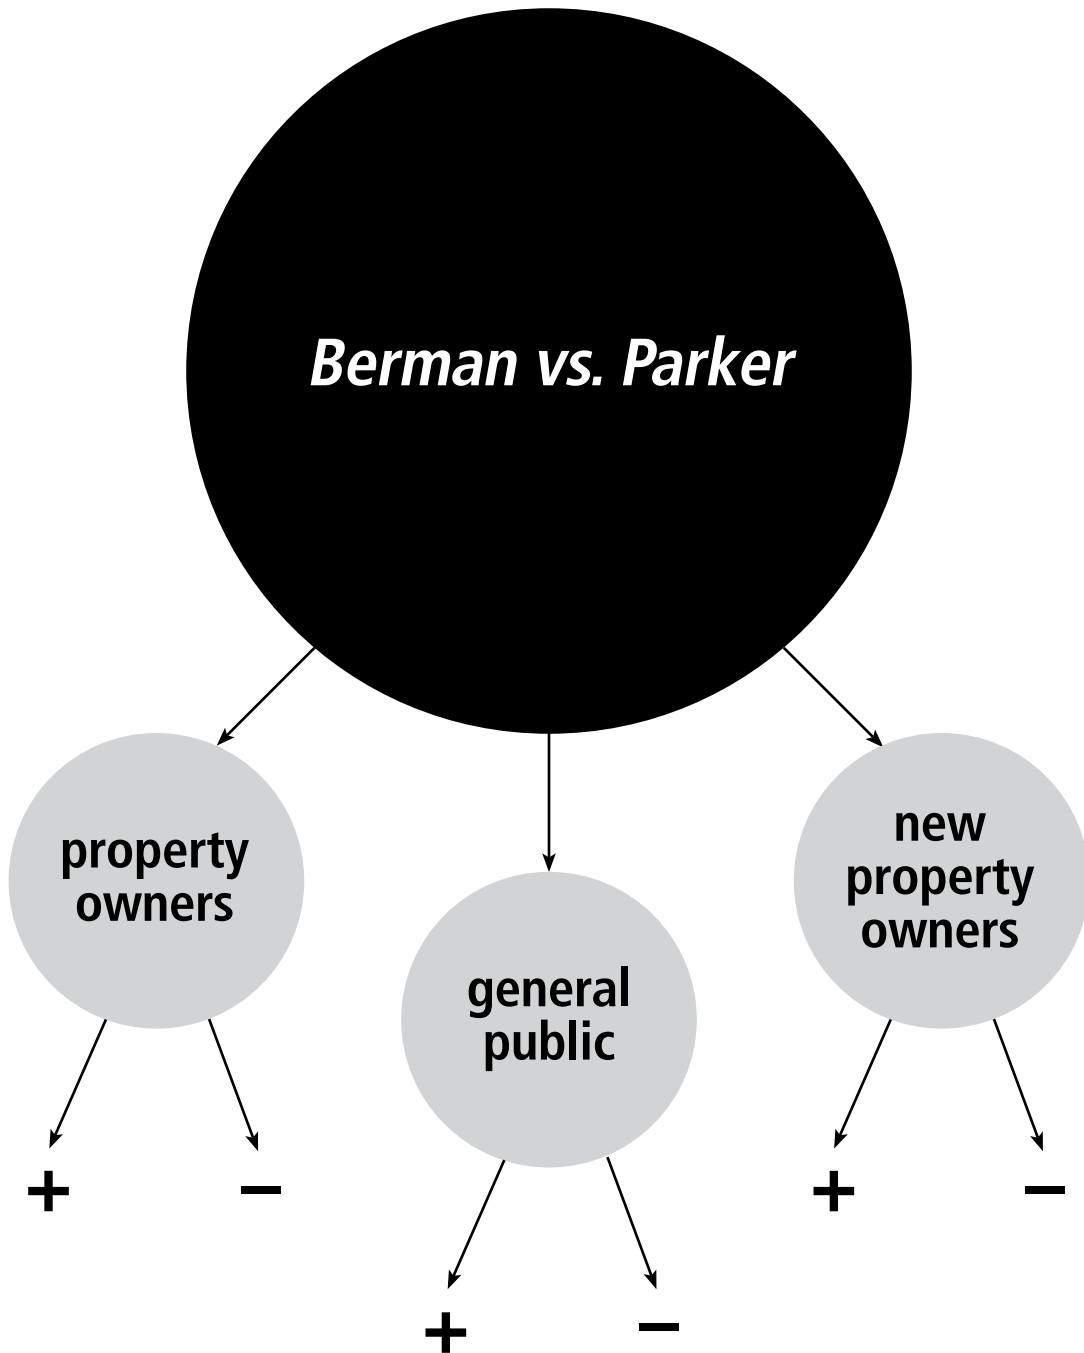 Berman vs. Parker
property
owners
general
public
new
property
owners
+ −
+ −
+ −